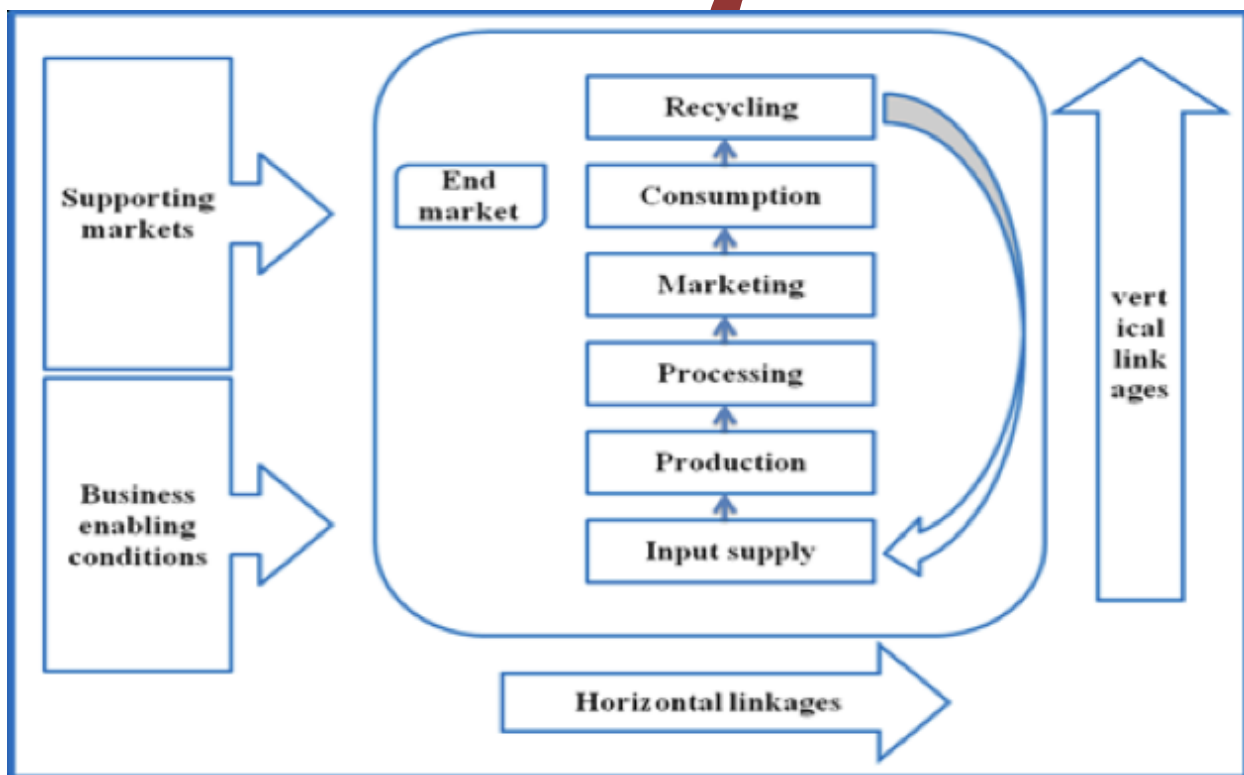 Recycling
Supporting
markets
End
market
Consumption
Marketing
vert
ical
link
ages
Processing
Production
Business
enabling
conditions
Input supply
Horizontal linkages